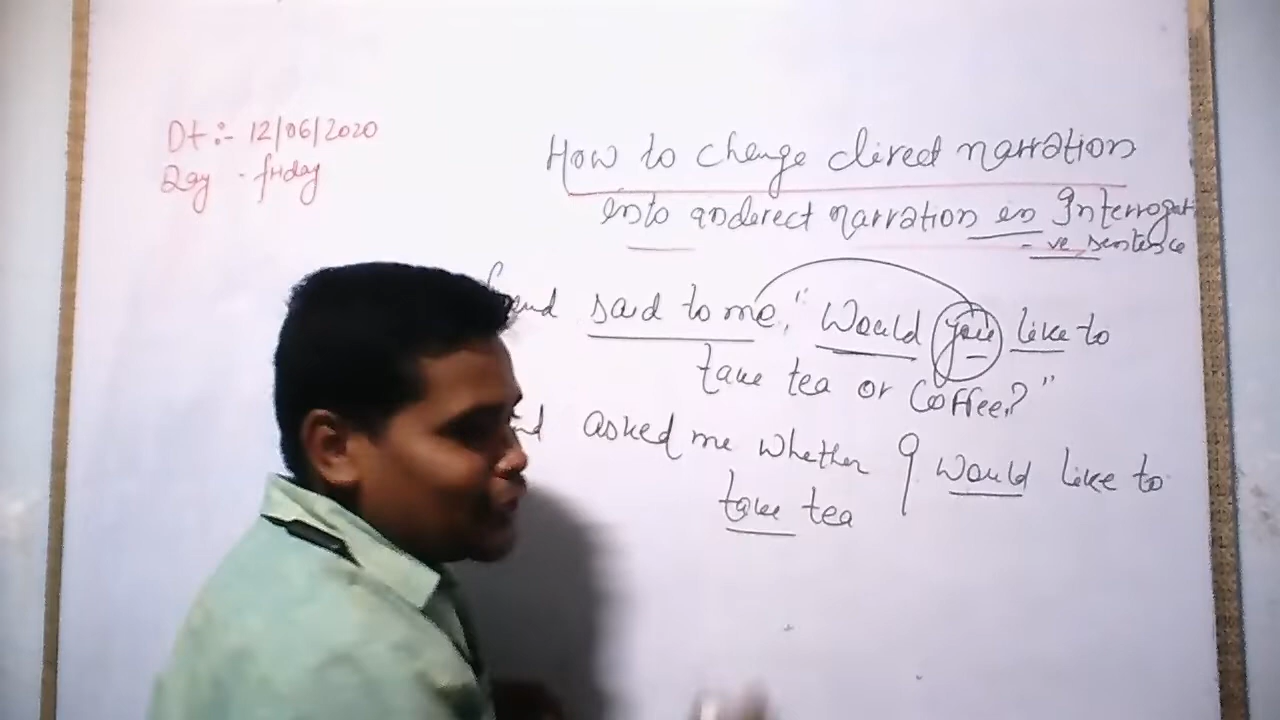 Dt :- 12/06/2020
Day - friday
How to change direct narration
into indirect narration in Interrogati
- ve sentence
said to me, "Would you like to
take tea or Coffee?"
asked me whether I would like to
take tea